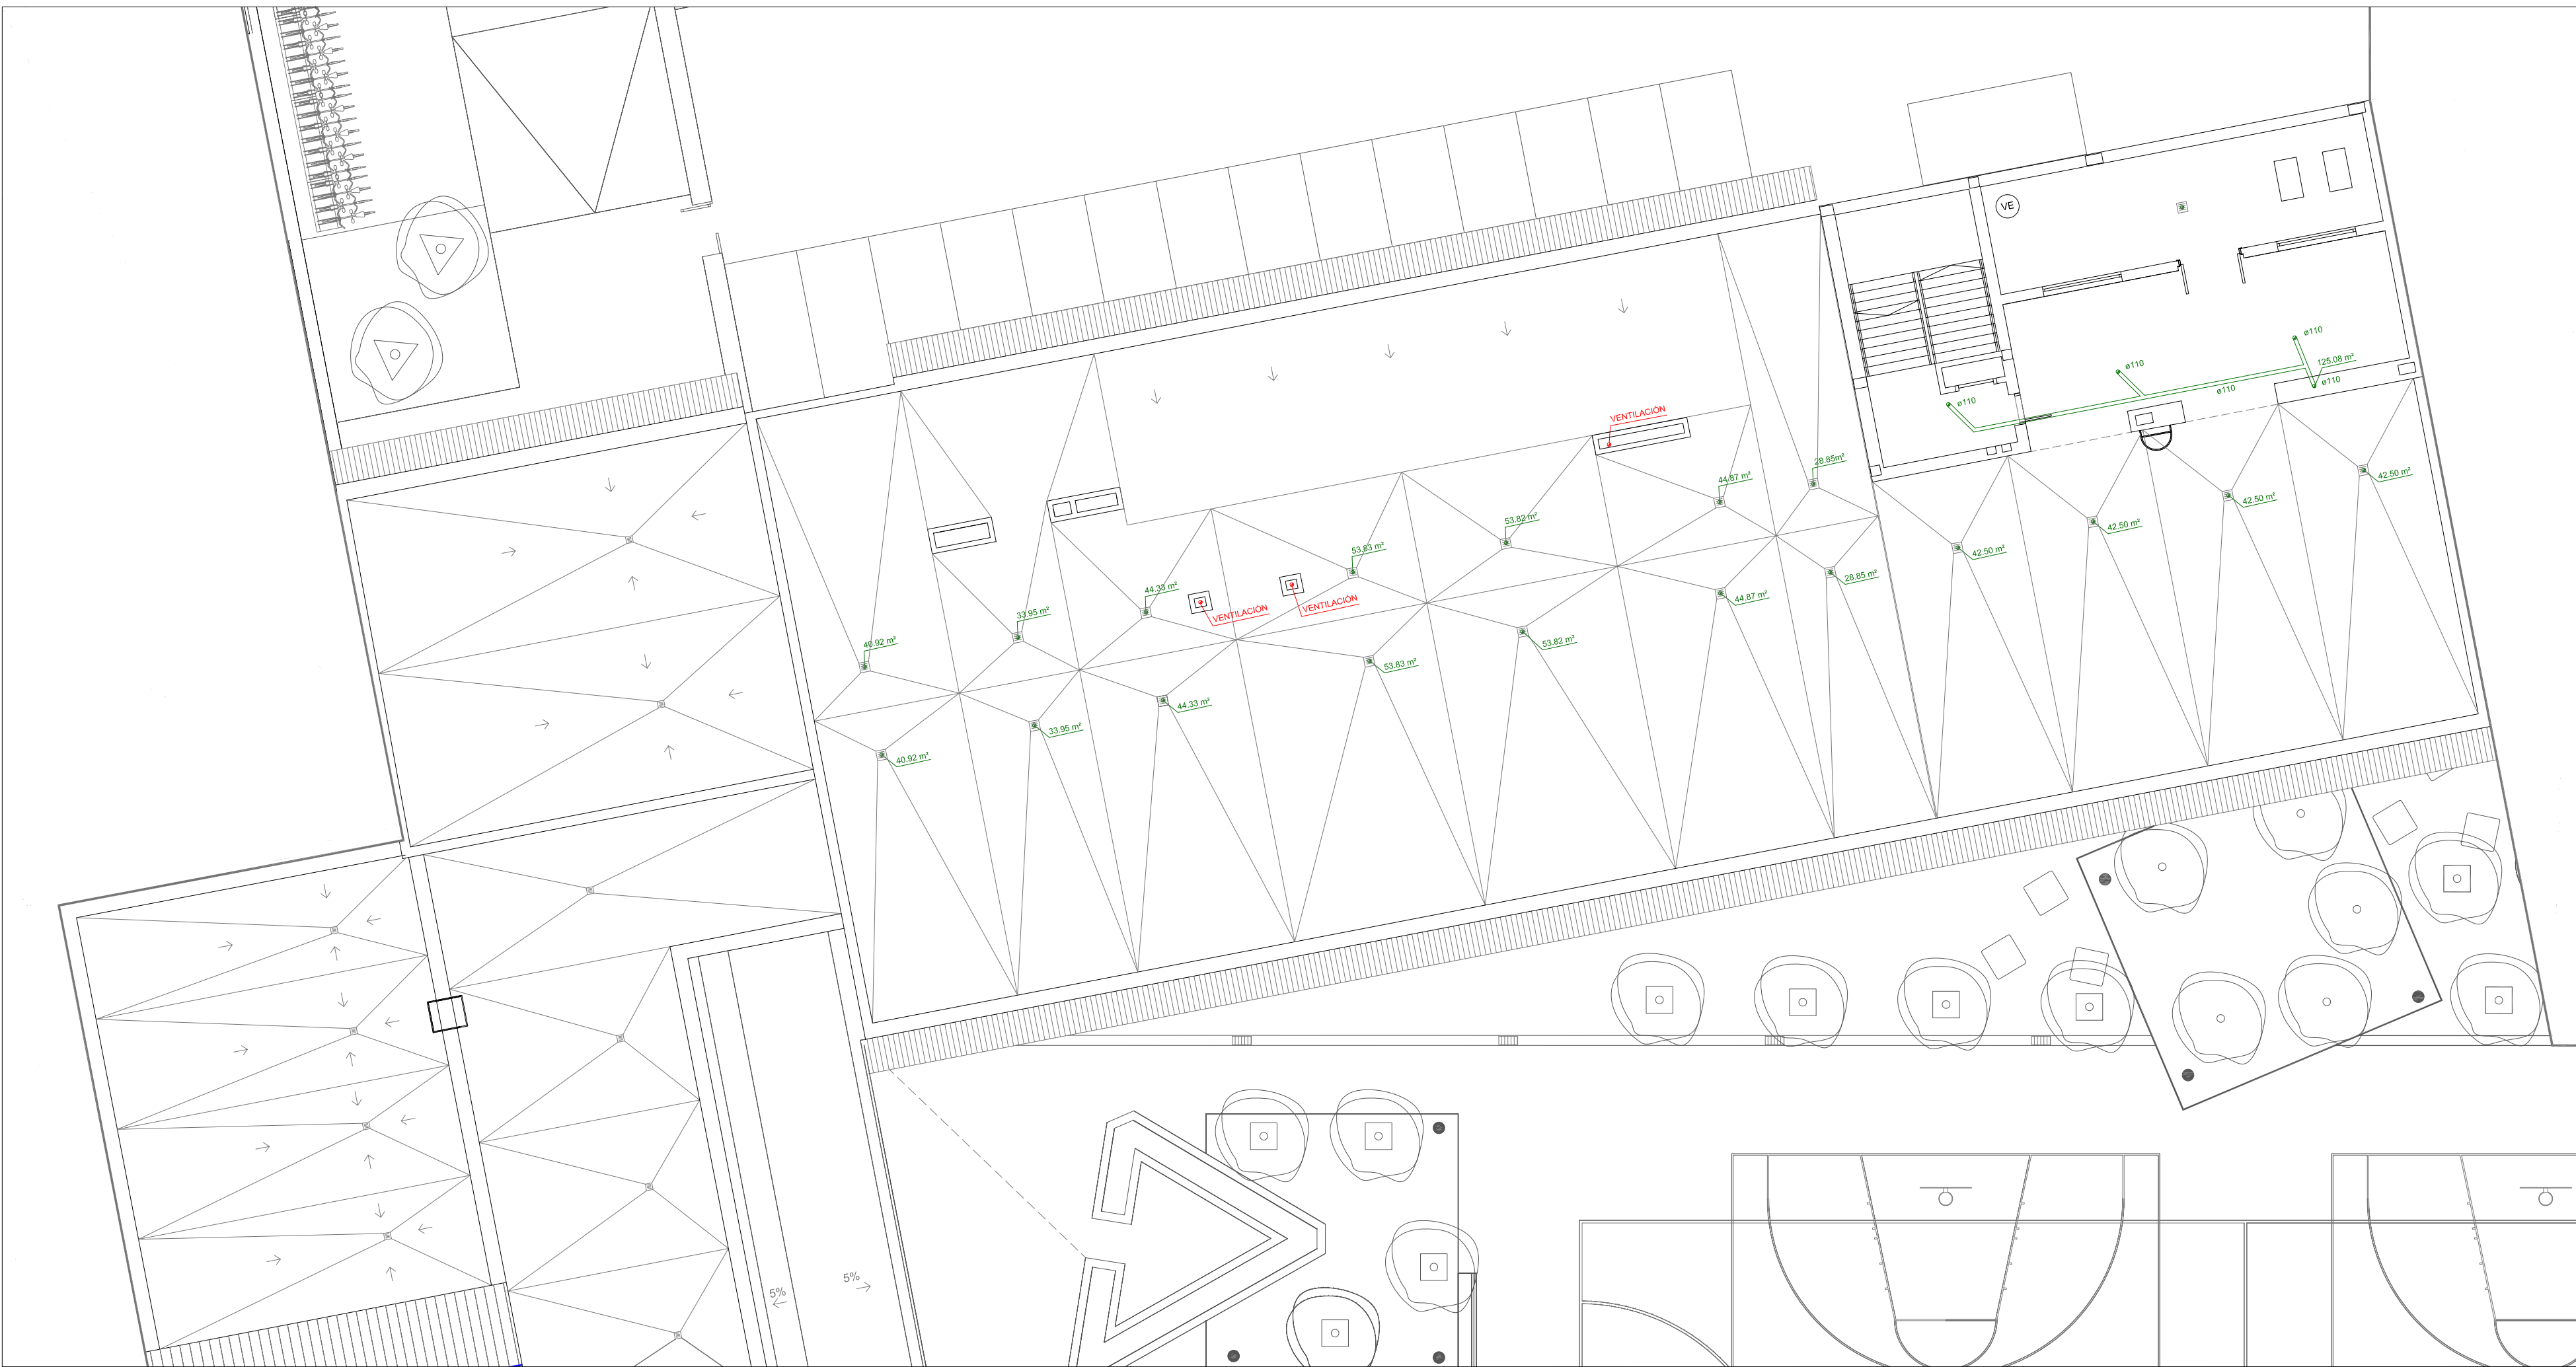 VE
ø110
ø110
125.08 m²
ø110
ø110
ø110
VENTILACIÓN
28.85m²
42.50 m²
44.87 m²
42.50 m²
53.82 m²
42.50 m²
53.83 m²
42.50 m²
28.85 m²
44.33 m²
44.87 m²
VENTILACIÓN
VENTILACIÓN
33.95 m²
53.82 m²
40.92 m²
53.83 m²
44.33 m²
33.95 m²
40.92 m²
5%
5%